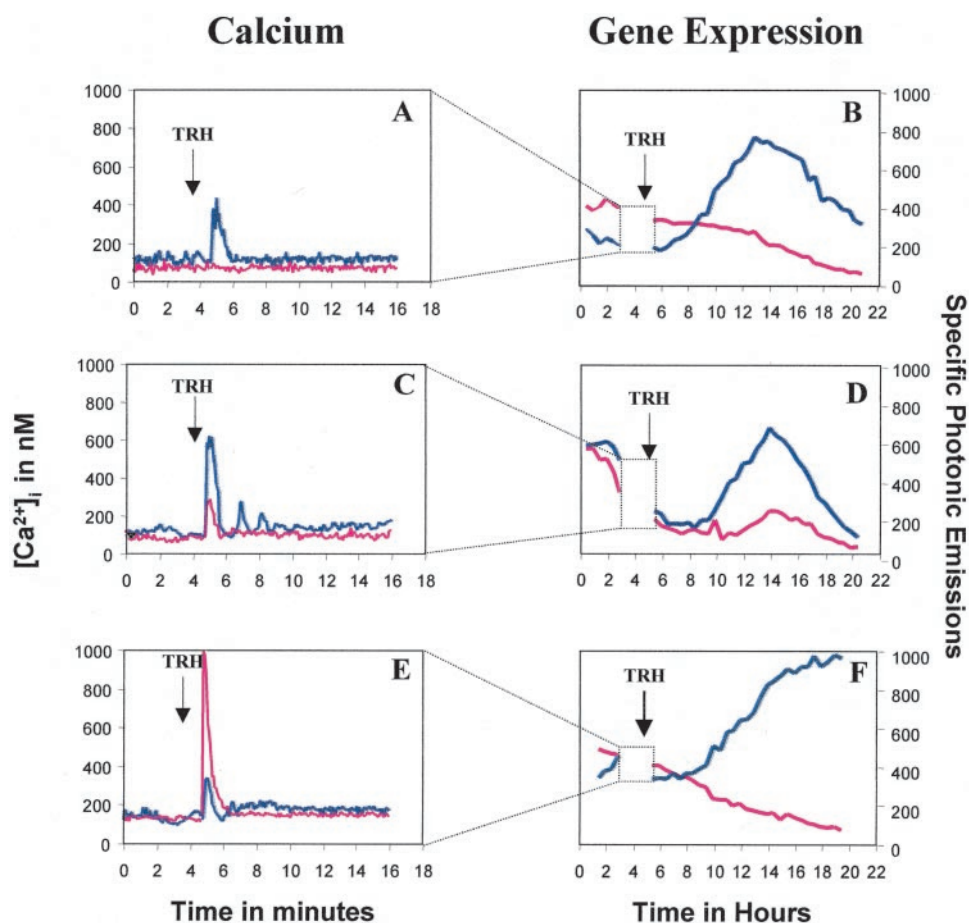 Calcium Gene Expression
1000
800
600
400
200
0
TRH
A
0 2 4 6 8 10 12 14 16 18
TRH
B
1000
800
600
400
200
0
0 2 4 6 8 10 12 14 16 18 20 22
1000
800
600
400
200
0
TRH
C
0 2 4 6 8 10 12 14 16 18
TRH
D
1000
800
600
400
200
0
0 2 4 6 8 10 12 14 16 18 20 22
1000
800
600
400
200
0
TRH
E
0 2 4 6 8 10 12 14 16 18
TRH
F
1000
800
600
400
200
0
0 2 4 6 8 10 12 14 16 18 20 22
[Ca²⁺]ᵢ in nM
Specific Photonic Emissions
Time in minutes Time in Hours